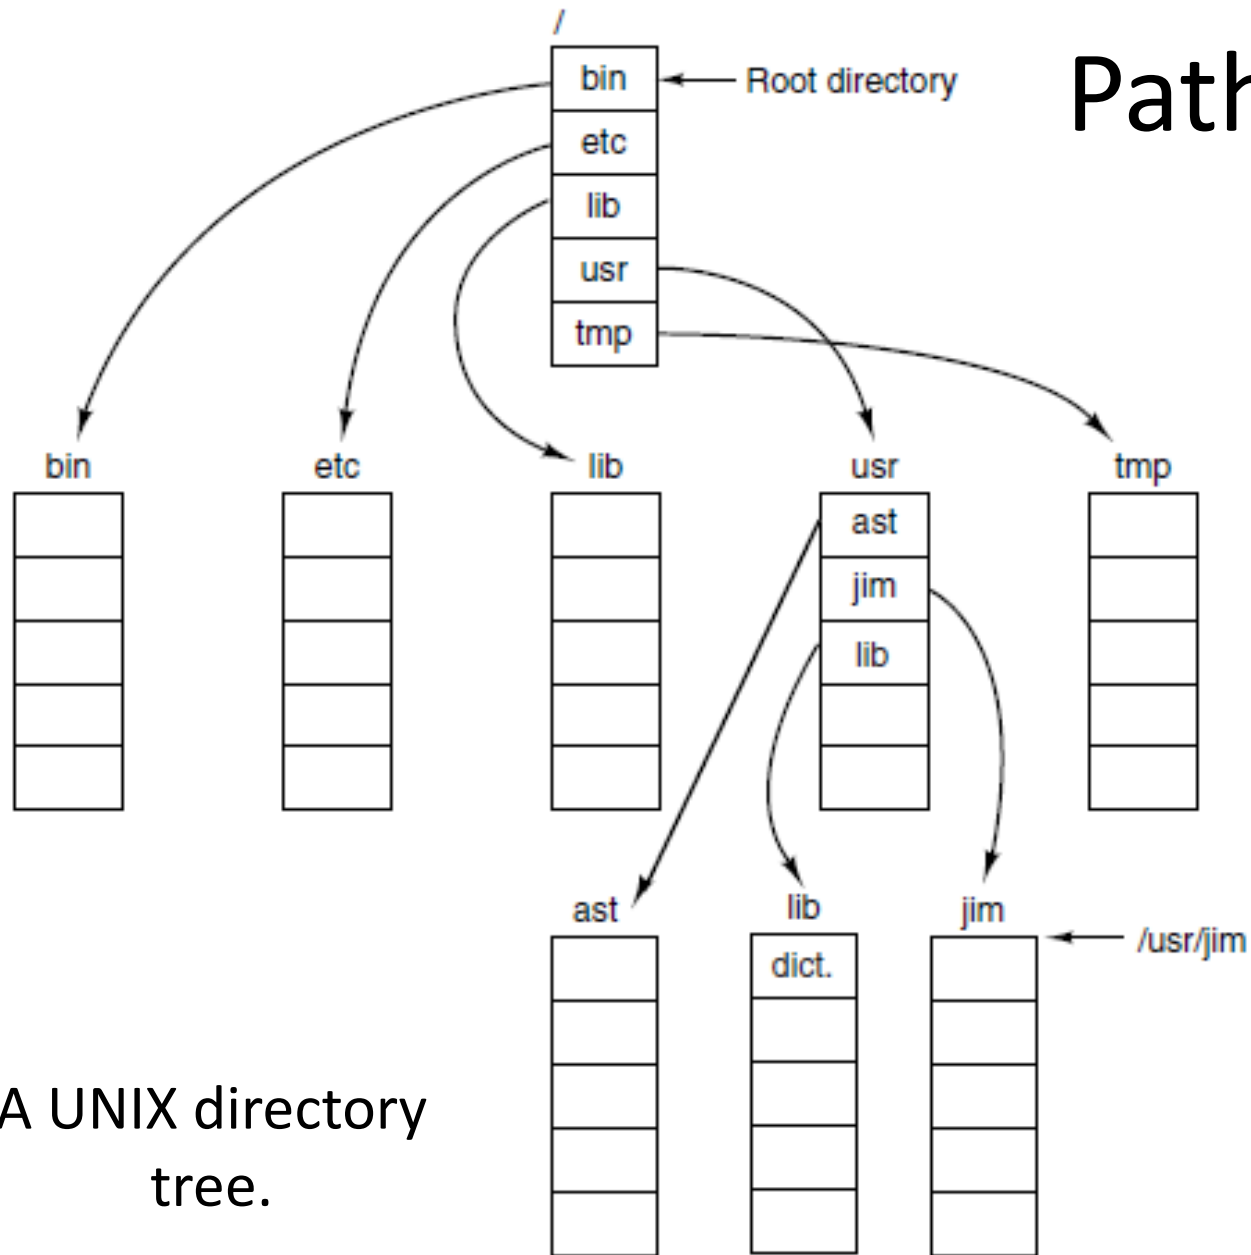 /
bin
Root directory
Path
etc
lib
usr
tmp
bin
etc
lib
usr
tmp
ast
jim
lib
ast
lib
jim
/usr/jim
dict.
A UNIX directory
tree.